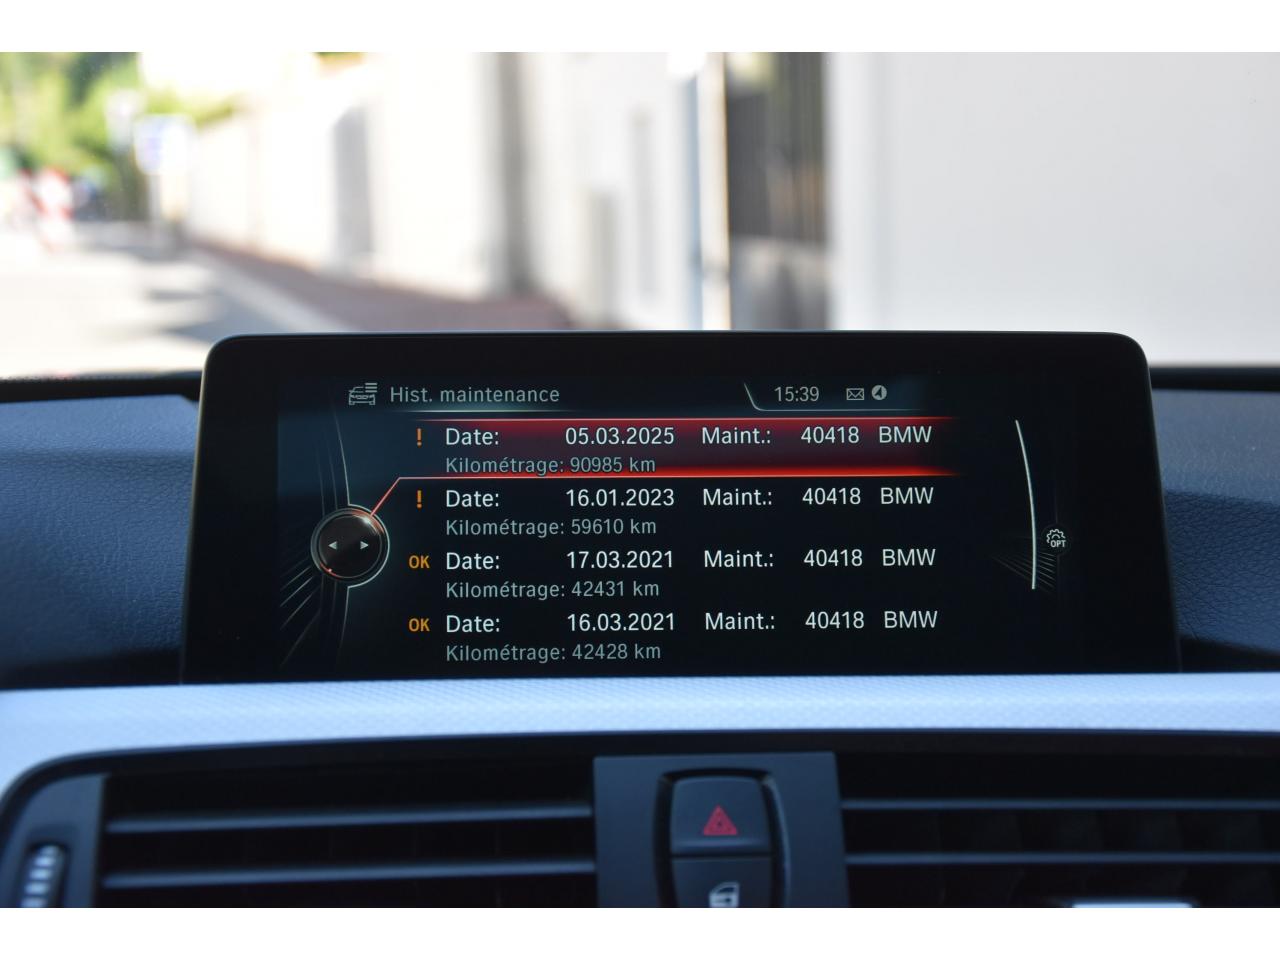 Hist. maintenance 15:39
! Date: 05.03.2025 Maint.: 40418 BMW
Kilométrage: 90985 km
! Date: 16.01.2023 Maint.: 40418 BMW
Kilométrage: 59610 km
OK Date: 17.03.2021 Maint.: 40418 BMW
Kilométrage: 42431 km
OK Date: 16.03.2021 Maint.: 40418 BMW
Kilométrage: 42428 km
OPT